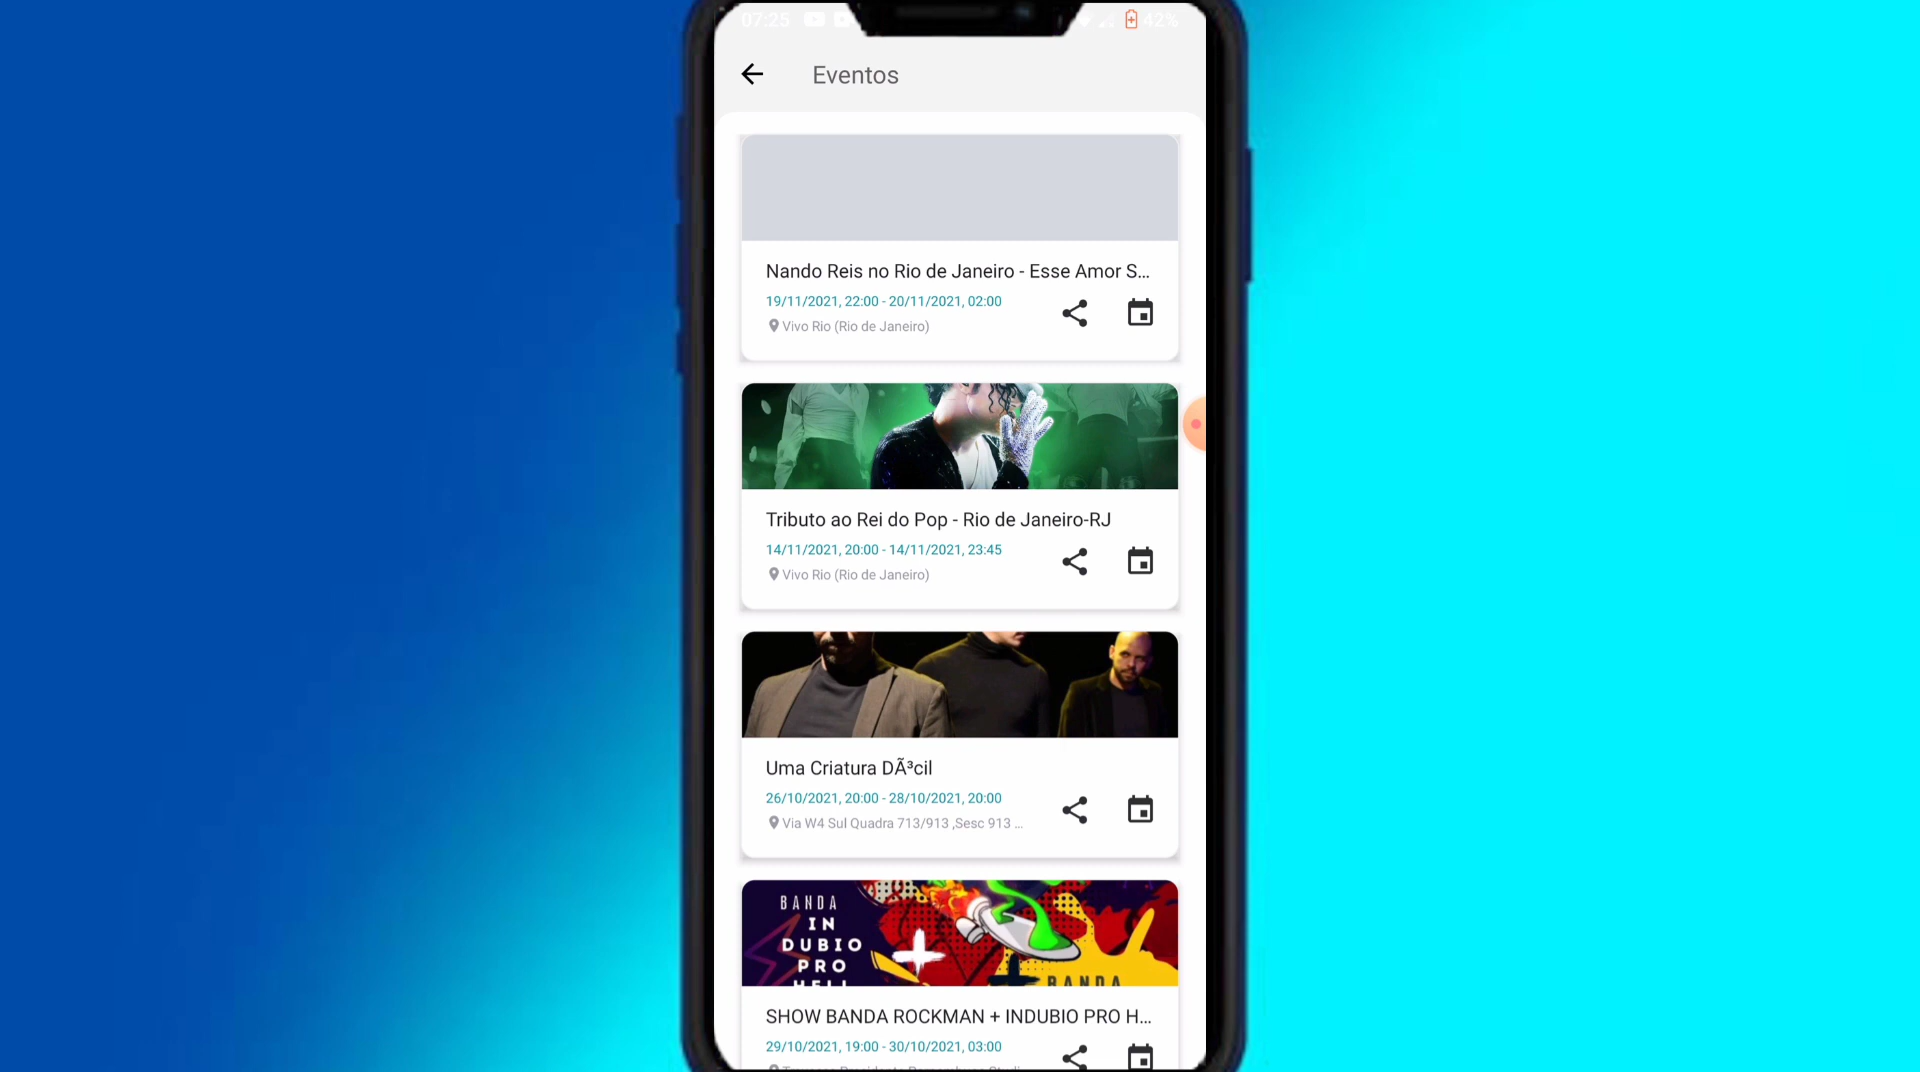 07:25
42%
Eventos
Nando Reis no Rio de Janeiro - Esse Amor S...
19/11/2021, 22:00 - 20/11/2021, 02:00
Vivo Rio (Rio de Janeiro)
Tributo ao Rei do Pop - Rio de Janeiro-RJ
14/11/2021, 20:00 - 14/11/2021, 23:45
Vivo Rio (Rio de Janeiro)
Uma Criatura DÃ³cil
26/10/2021, 20:00 - 28/10/2021, 20:00
Via W4 Sul Quadra 713/913 ,Sesc 913 ...
BANDA
IN
DUBIO
PRO
BANDA
SHOW BANDA ROCKMAN + INDUBIO PRO H...
29/10/2021, 19:00 - 30/10/2021, 03:00